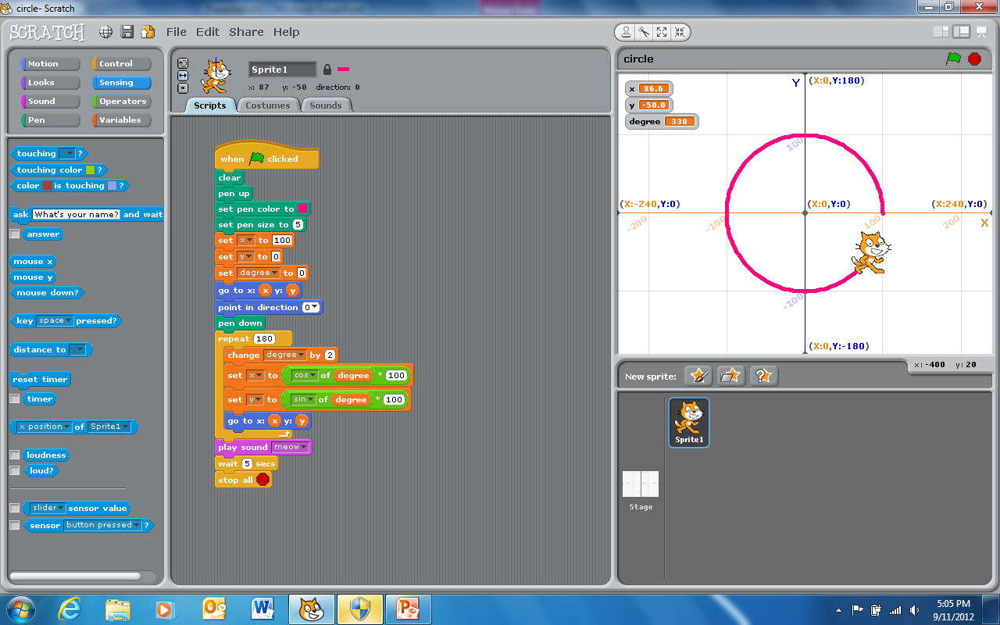 circle- Scratch
SCRATCH File Edit Share Help
Motion Control
Looks Sensing
Sound Operators
Pen Variables
touching ?
touching color ?
color is touching ?
ask What's your name? and wait
answer
mouse x
mouse y
mouse down?
key space pressed?
distance to
reset timer
timer
x position of Sprite1
loudness
loud?
slider sensor value
sensor button pressed ?
Sprite1
x: 87 y: -50 direction: 0
Scripts Costumes Sounds
when clicked
clear
pen up
set pen color to
set pen size to 5
set x to 100
set y to 0
set degree to 0
go to x: x y: y
point in direction 0
pen down
repeat 180
change degree by 2
set x to cos of degree * 100
set y to sin of degree * 100
go to x: x y: y
play sound meow
wait 5 secs
stop all
circle
x 86.6
y -50.0
degree 330
Y (X:0,Y:180)
100
(X:-240,Y:0) (X:0,Y:0) (X:240,Y:0)
-200 -100 100 200 X
-100
(X:0,Y:-180)
x: -400 y: 20
New sprite:
Sprite1
Stage
5:05 PM
9/11/2012